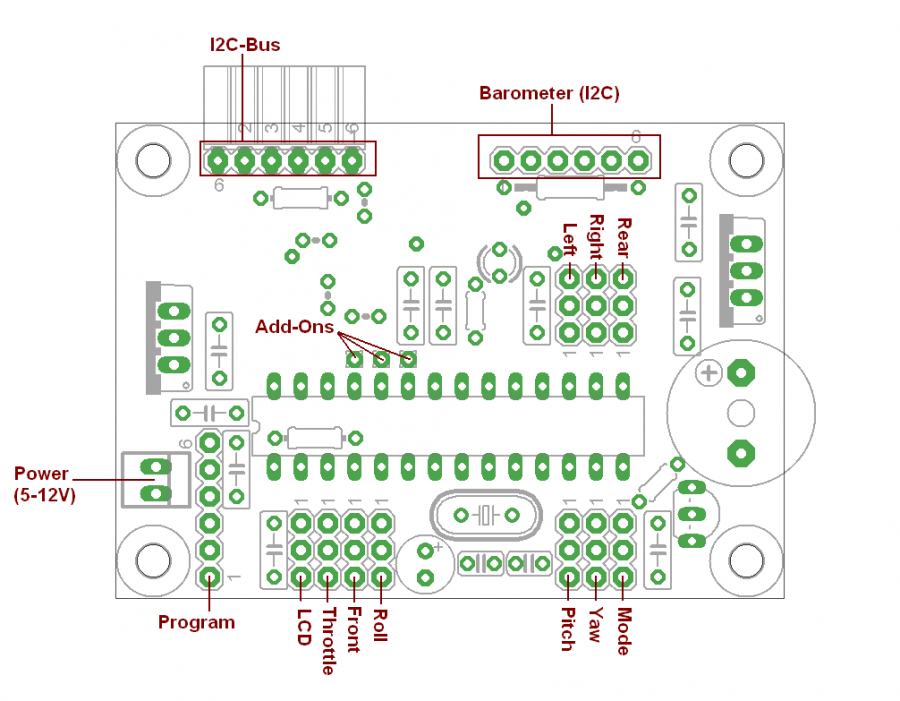 I2C-Bus
Barometer (I2C)
2
3
4
5
6
6
6
Left
Right
Rear
Add-Ons
1
1
1
+
6
Power
(5-12V)
1
1
1
1
1
1
1
+
1
Program
LCD
Throttle
Front
Roll
Pitch
Yaw
Mode